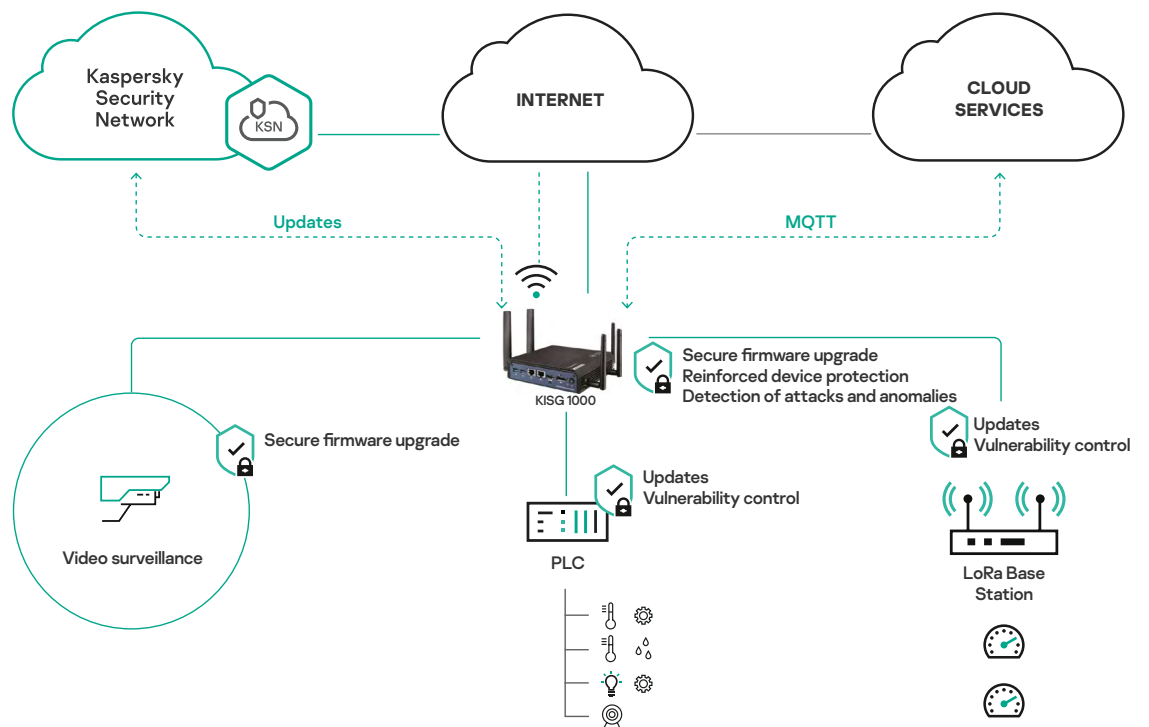 Kaspersky
Security
Network
KSN
INTERNET
CLOUD
SERVICES
Updates
MQTT
KISG 1000
Secure firmware upgrade
Reinforced device protection
Detection of attacks and anomalies
Secure firmware upgrade
Video surveillance
Updates
Vulnerability control
PLC
Updates
Vulnerability control
LoRa Base
Station